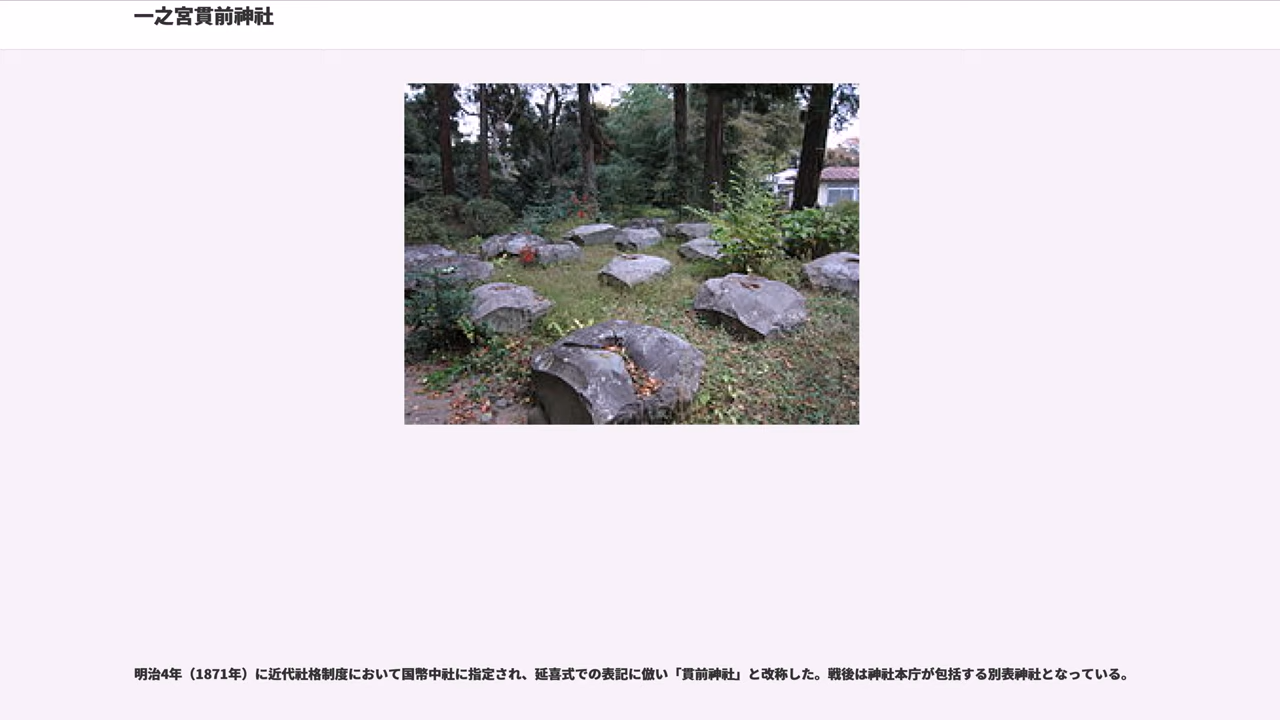 一之宮貫前神社
明治4年（1871年）に近代社格制度において国幣中社に指定され、延喜式での表記に倣い「貫前神社」と改称した。戦後は神社本庁が包括する別表神社となっている。